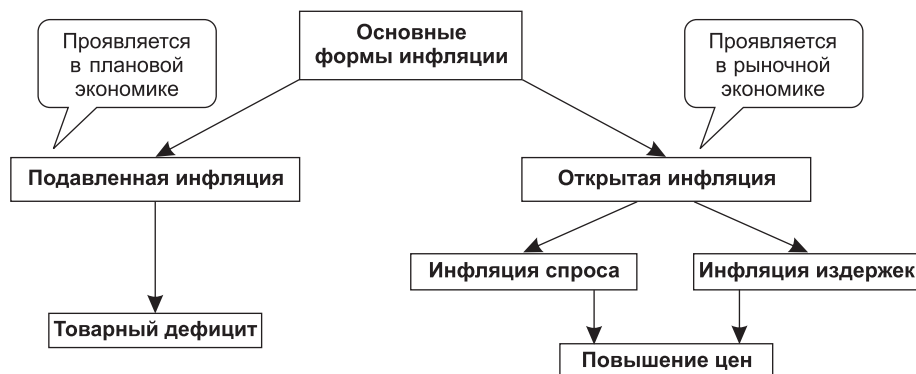 Основные
формы инфляции
Проявляется
в плановой
экономике
Проявляется
в рыночной
экономике
Подавленная инфляция
Открытая инфляция
Инфляция спроса
Инфляция издержек
Товарный дефицит
Повышение цен